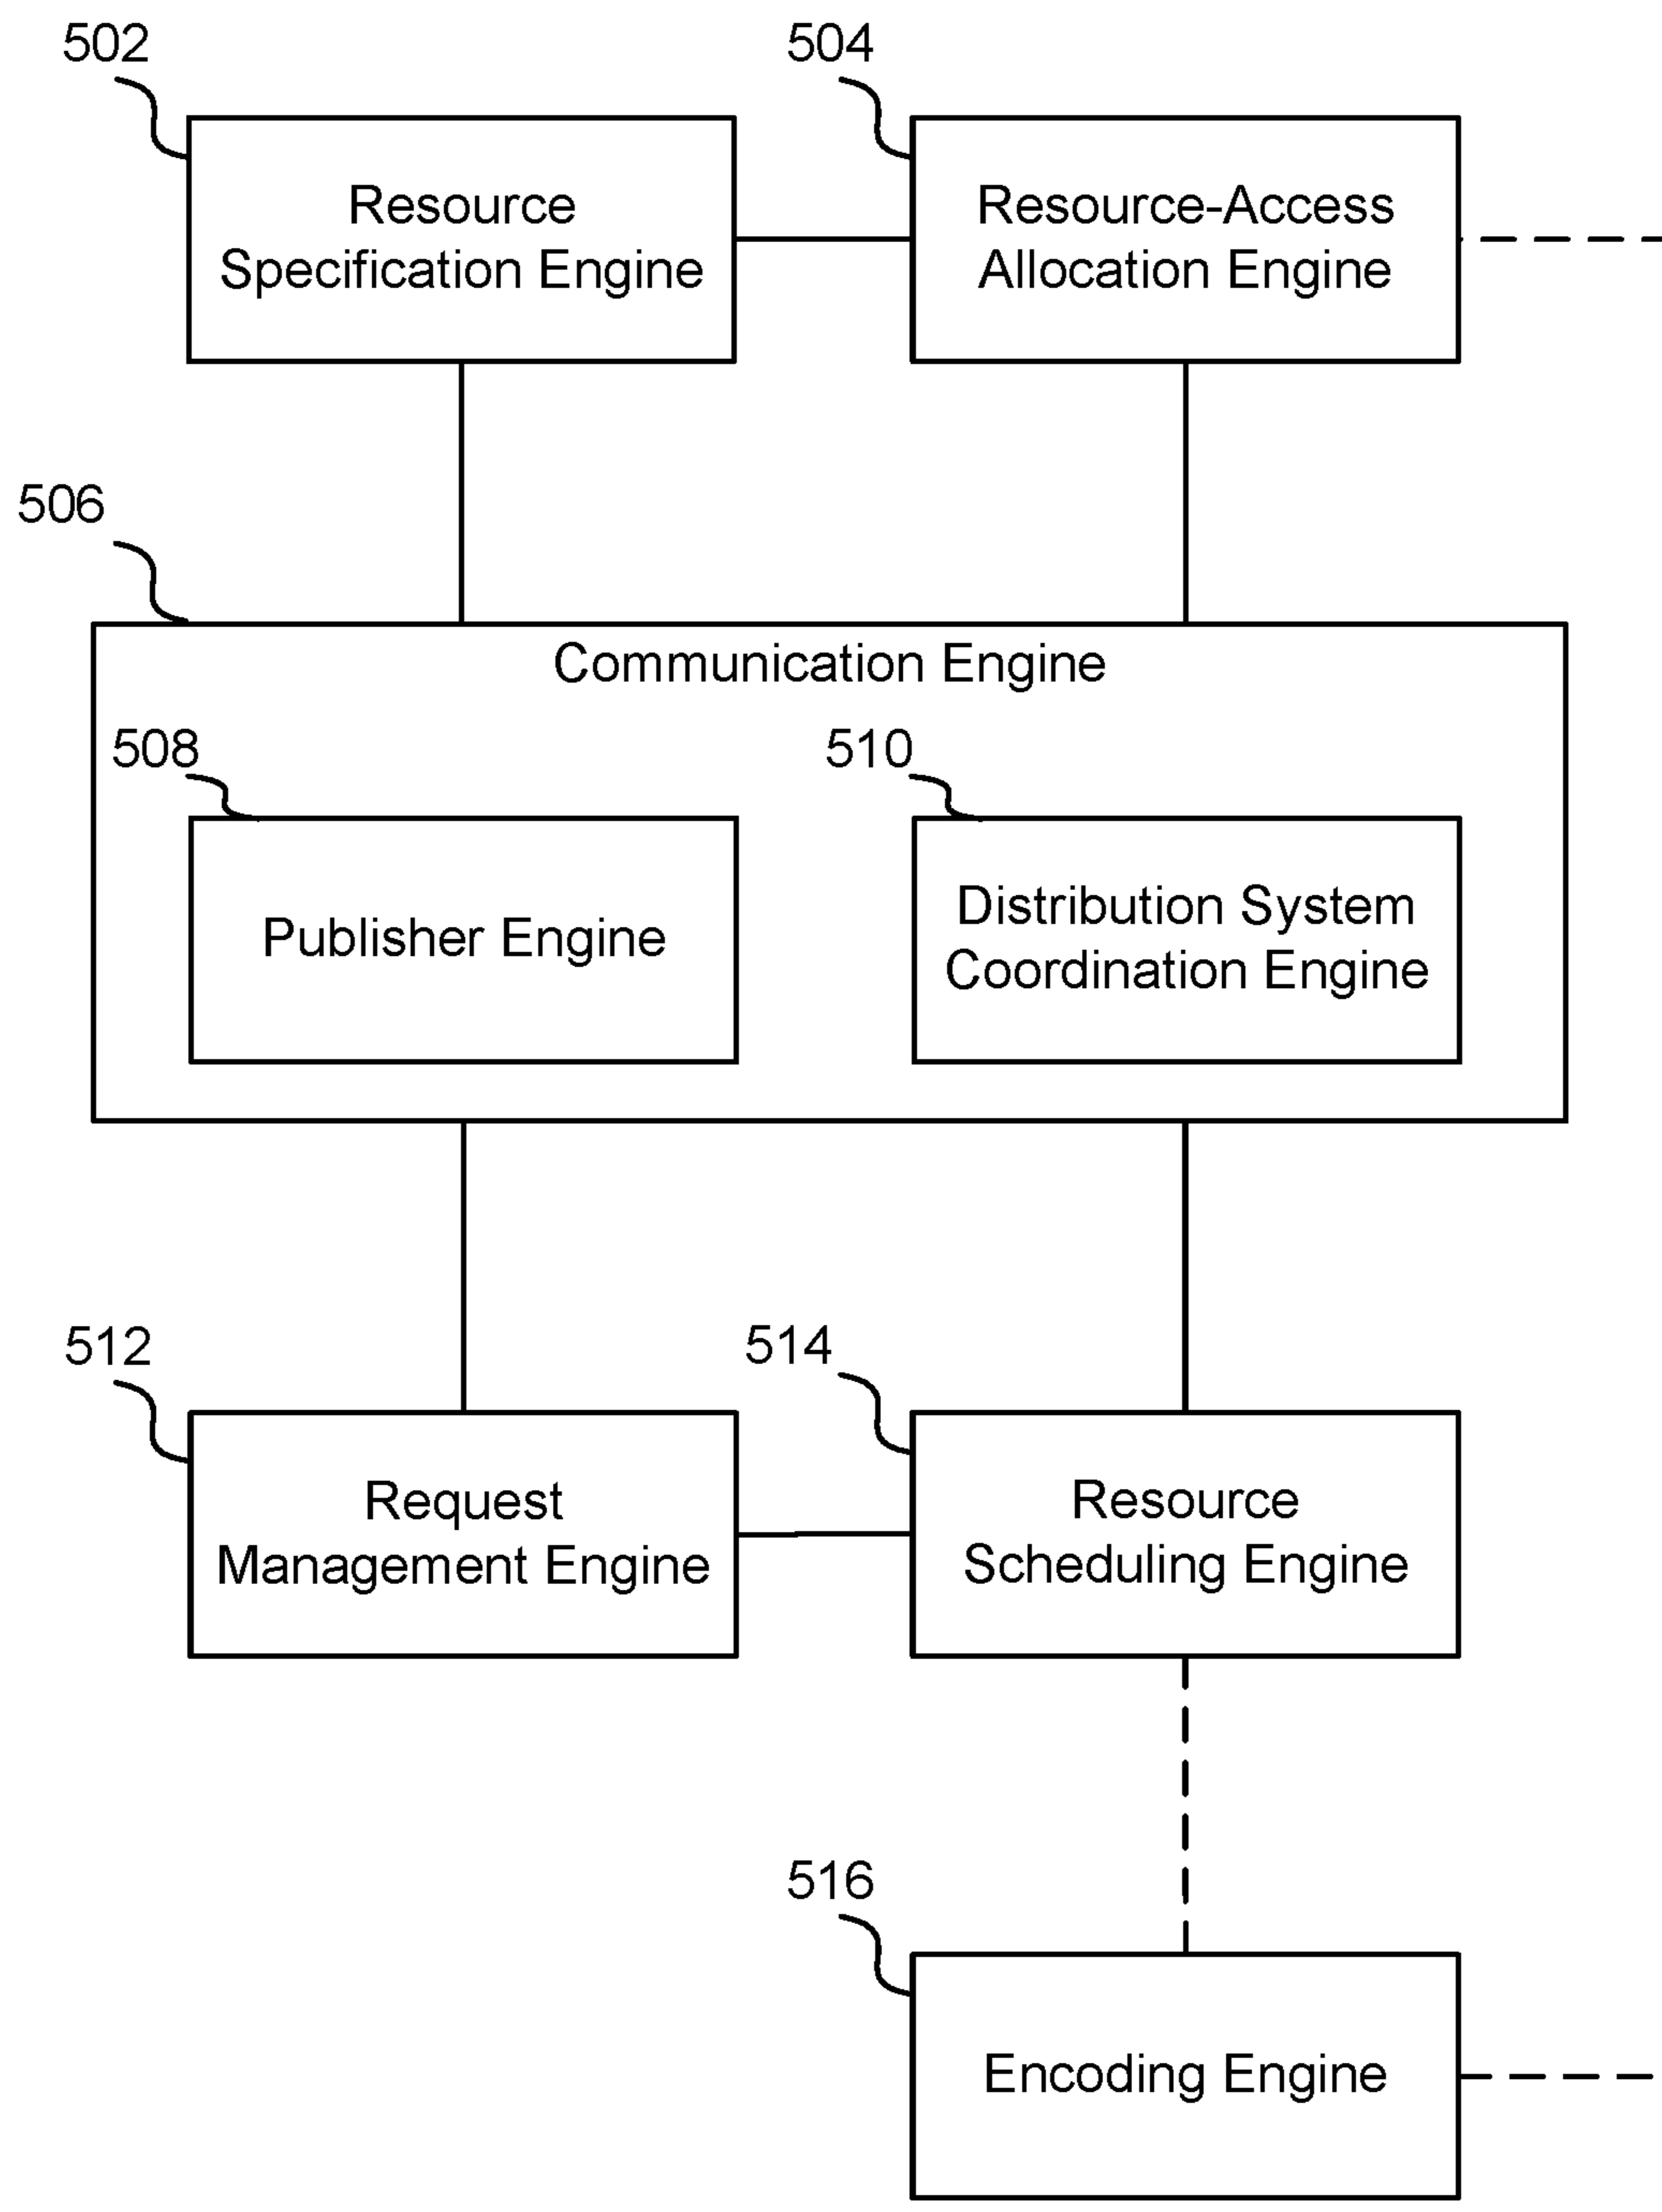 502
504
Resource
Specification Engine
Resource-Access
Allocation Engine
506
Communication Engine
508
510
Publisher Engine
Distribution System
Coordination Engine
512
514
Request
Management Engine
Resource
Scheduling Engine
516
Encoding Engine